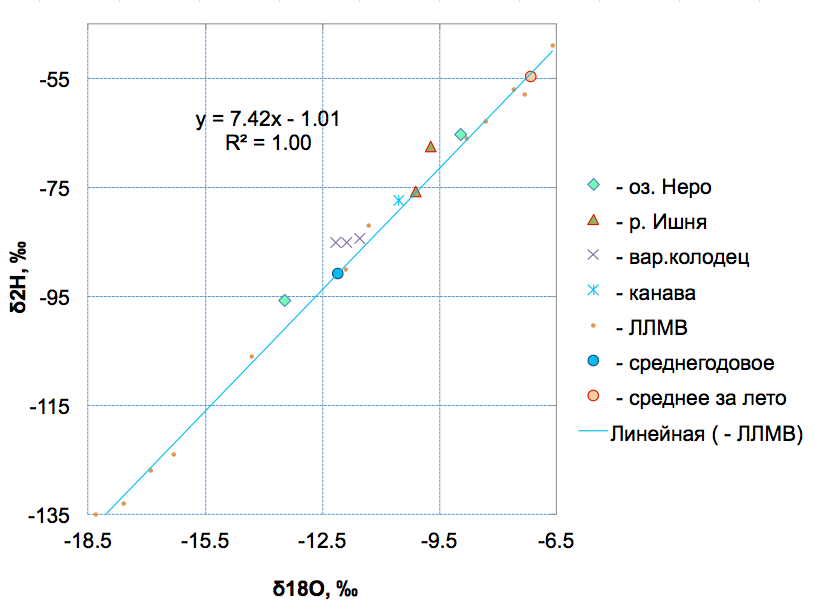 y = 7.42x - 1.01
R² = 1.00
-55
-75
-95
-115
-135
-18.5 -15.5 -12.5 -9.5 -6.5
δ2H, ‰
δ18O, ‰
- оз. Неро
- р. Ишня
- вар.колодец
- канава
- ЛЛМВ
- среднегодовое
- среднее за лето
Линейная ( - ЛЛМВ)